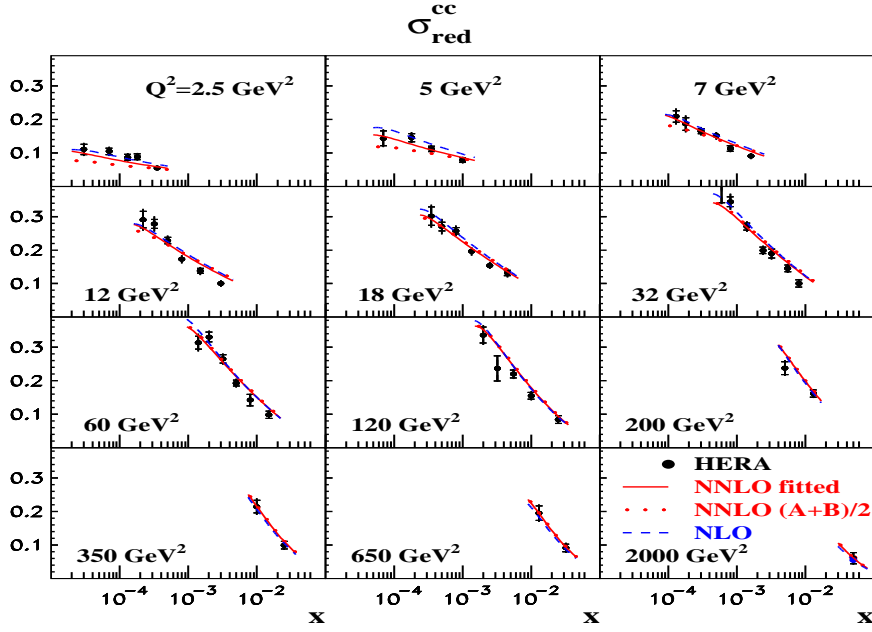 σ_red^cc
Q²=2.5 GeV² 5 GeV² 7 GeV²
0.3
0.2
0.1
12 GeV² 18 GeV² 32 GeV²
0.3
0.2
0.1
60 GeV² 120 GeV² 200 GeV²
0.3
0.2
0.1
350 GeV² 650 GeV² 2000 GeV²
0.3
0.2
0.1
HERA
NNLO fitted
NNLO (A+B)/2
NLO
10⁻⁴ 10⁻³ 10⁻² 10⁻⁴ 10⁻³ 10⁻² 10⁻⁴ 10⁻³ 10⁻²
x x x